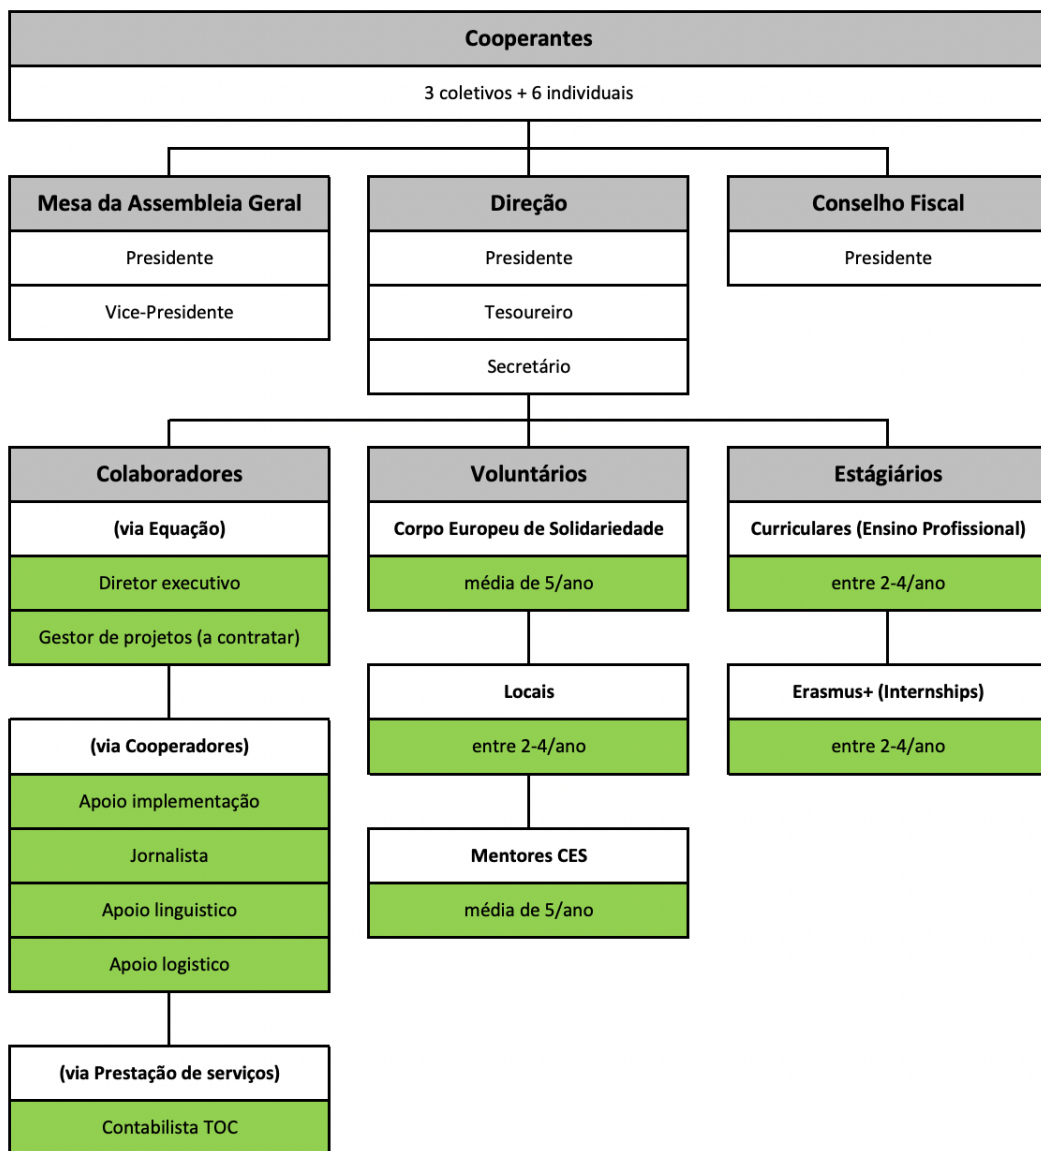 Cooperantes
3 coletivos + 6 individuais
Mesa da Assembleia Geral
Presidente
Vice-Presidente
Direção
Presidente
Tesoureiro
Secretário
Conselho Fiscal
Presidente
Colaboradores
(via Equação)
Diretor executivo
Gestor de projetos (a contratar)
(via Cooperadores)
Apoio implementação
Jornalista
Apoio linguistico
Apoio logistico
(via Prestação de serviços)
Contabilista TOC
Voluntários
Corpo Europeu de Solidariedade
média de 5/ano
Locais
entre 2-4/ano
Mentores CES
média de 5/ano
Estágiários
Curriculares (Ensino Profissional)
entre 2-4/ano
Erasmus+ (Internships)
entre 2-4/ano